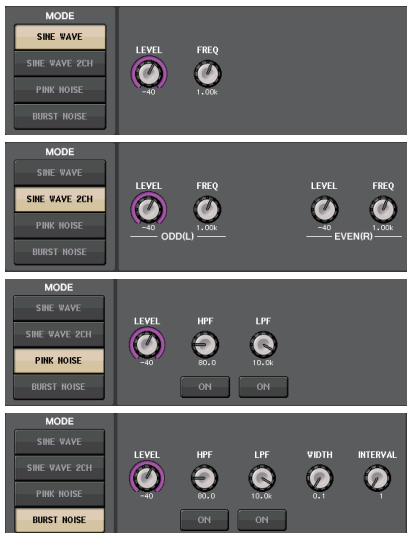 MODE
SINE WAVE
SINE WAVE 2CH
PINK NOISE
BURST NOISE
LEVEL FREQ
-40 1.00k
MODE
SINE WAVE
SINE WAVE 2CH
PINK NOISE
BURST NOISE
LEVEL FREQ LEVEL FREQ
-40 1.00k -40 1.00k
ODD(L) EVEN(R)
MODE
SINE WAVE
SINE WAVE 2CH
PINK NOISE
BURST NOISE
LEVEL HPF LPF
-40 80.0 10.0k
ON ON
MODE
SINE WAVE
SINE WAVE 2CH
PINK NOISE
BURST NOISE
LEVEL HPF LPF WIDTH INTERVAL
-40 80.0 10.0k 0.1 1
ON ON